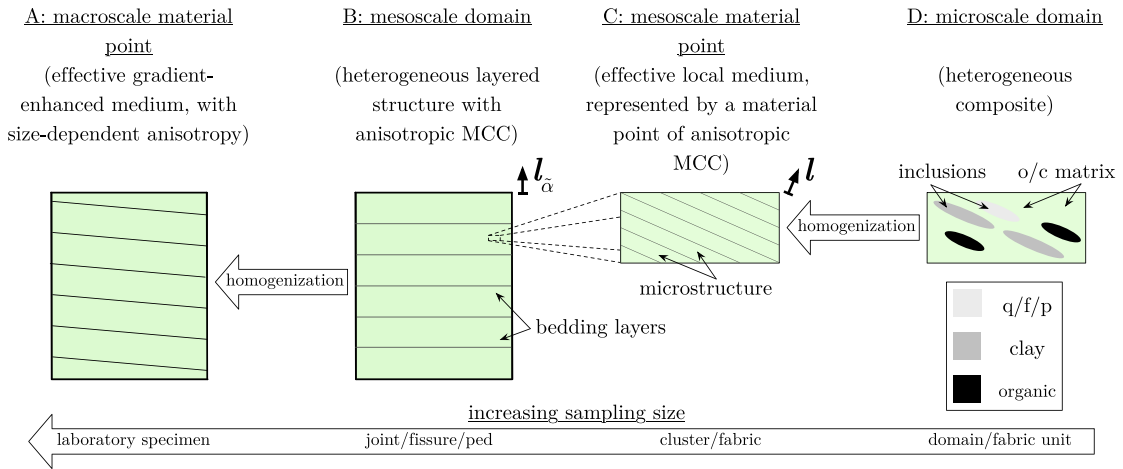 A: macroscale material
point
(effective gradient-
enhanced medium, with
size-dependent anisotropy)
B: mesoscale domain
(heterogeneous layered
structure with
anisotropic MCC)
C: mesoscale material
point
(effective local medium,
represented by a material
point of anisotropic
MCC)
D: microscale domain
(heterogeneous
composite)
l_α̃
l
inclusions
o/c matrix
homogenization
homogenization
microstructure
bedding layers
q/f/p
clay
organic
increasing sampling size
laboratory specimen
joint/fissure/ped
cluster/fabric
domain/fabric unit